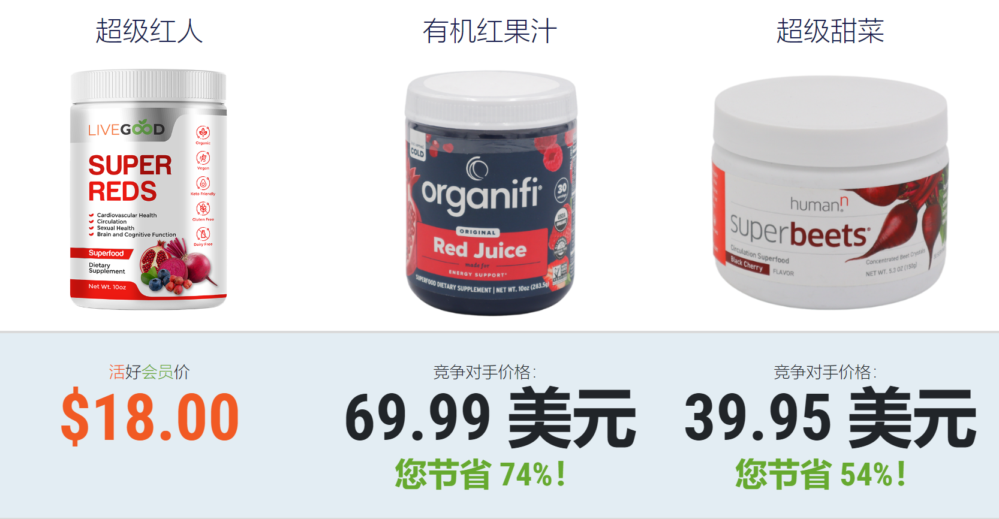 超级红人
有机红果汁
超级甜菜
LIVEGOOD
SUPER
REDS
Cardiovascular Health
Circulation
Sexual Health
Brain and Cognitive Function
Superfood
Dietary
Supplement
Net Wt. 10oz
Organic
Vegan
Keto Friendly
Gluten Free
Dairy Free
COLD
organifi®
30
USDA
ORGANIC
ORIGINAL
Red Juice
made for
ENERGY SUPPORT*
SUPERFOOD DIETARY SUPPLEMENT | NET WT. 10oz (283.5g)
humann
superbeets®
Circulation Superfood
Black Cherry FLAVOR
Concentrated Beet Crystals
NET WT. 5.3 OZ (150g)
活好会员价
$18.00
竞争对手价格：
69.99 美元
您节省 74%！
竞争对手价格：
39.95 美元
您节省 54%！